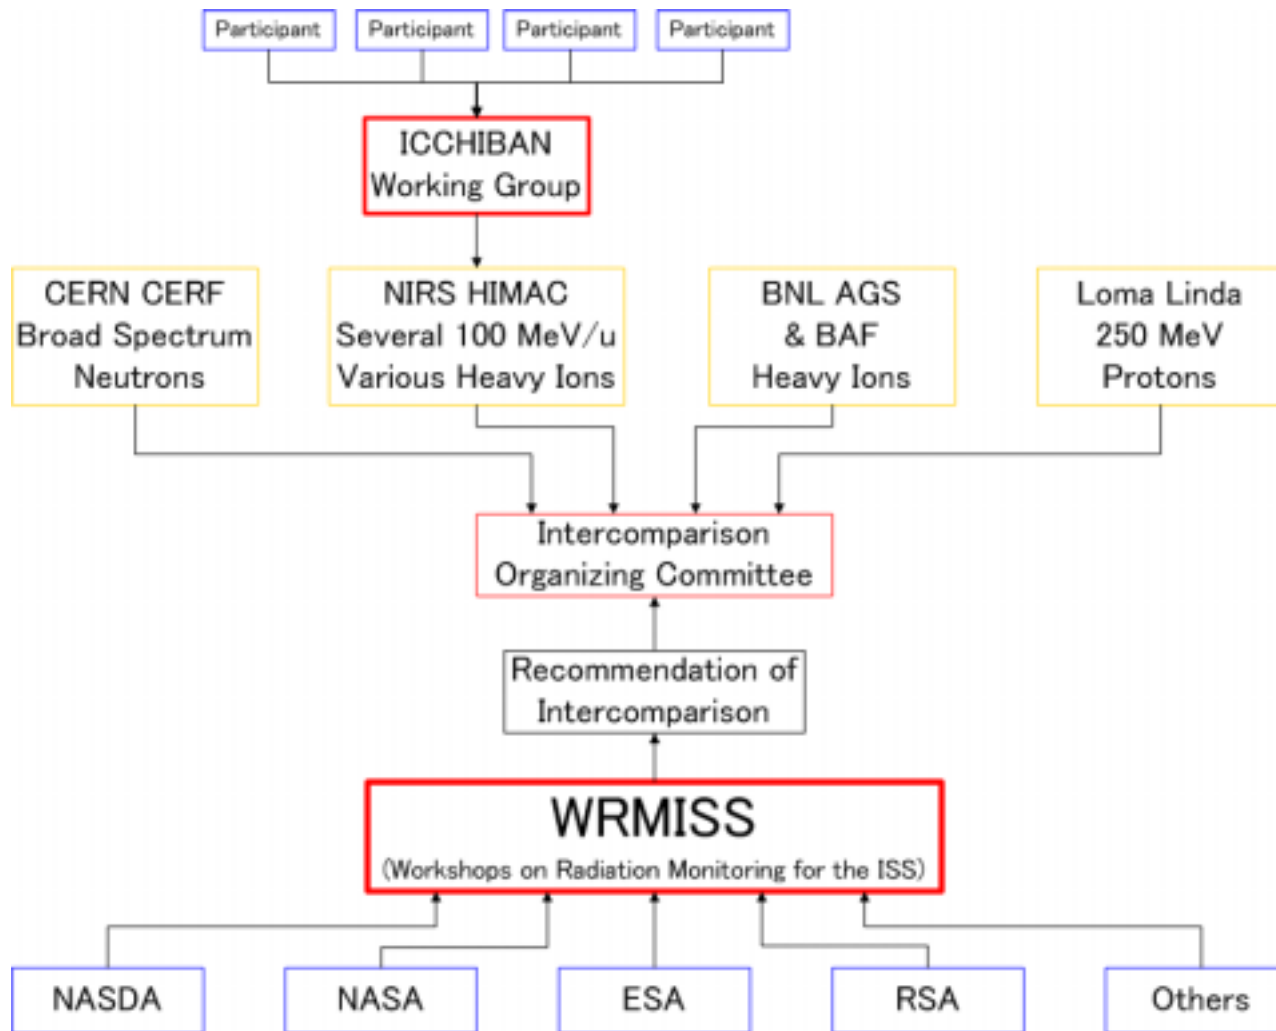 Participant
Participant
Participant
Participant
ICCHIBAN
Working Group
CERN CERF
Broad Spectrum
Neutrons
NIRS HIMAC
Several 100 MeV/u
Various Heavy Ions
BNL AGS
& BAF
Heavy Ions
Loma Linda
250 MeV
Protons
Intercomparison
Organizing Committee
Recommendation of
Intercomparison
WRMISS
(Workshops on Radiation Monitoring for the ISS)
NASDA
NASA
ESA
RSA
Others